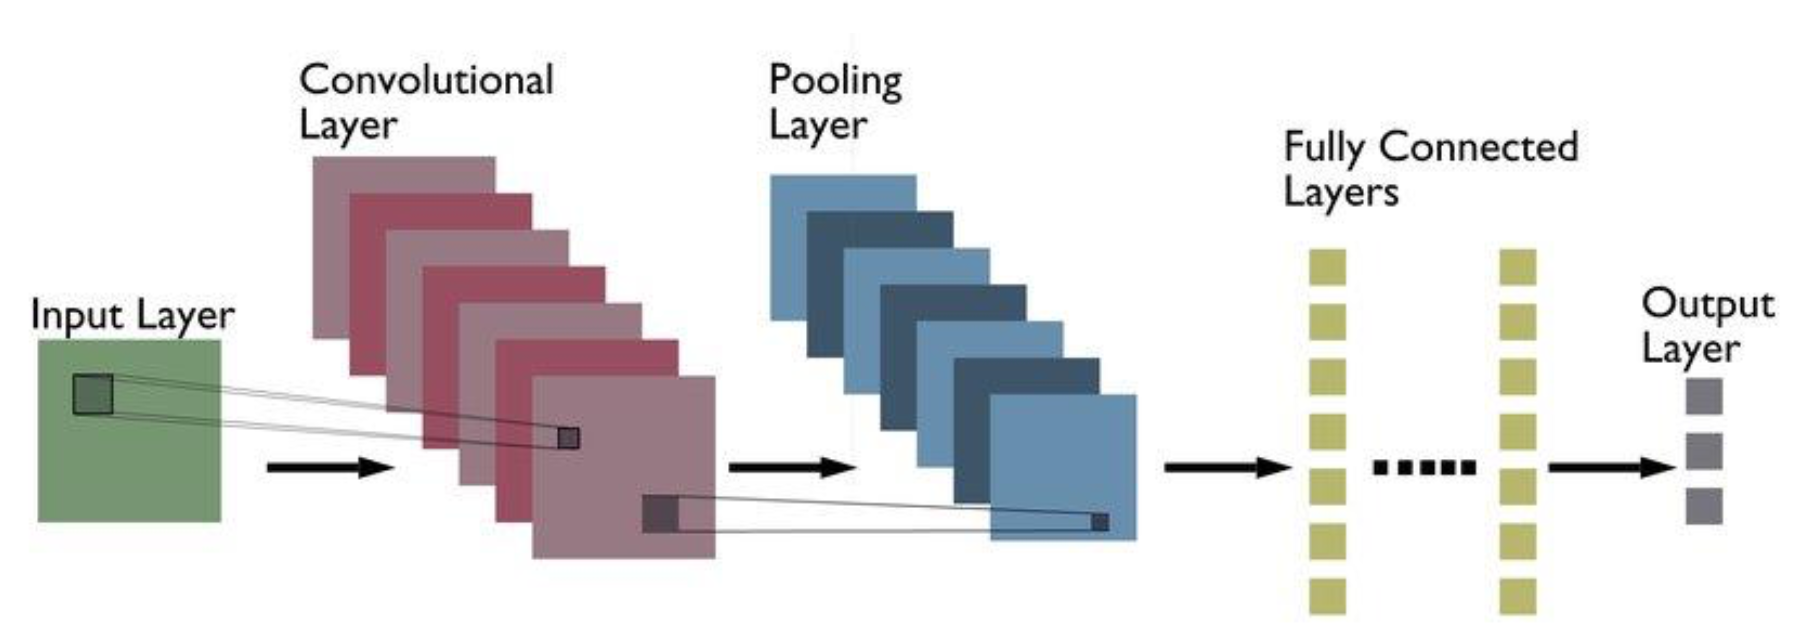 Convolutional
Layer
Pooling
Layer
Fully Connected
Layers
Input Layer
Output
Layer